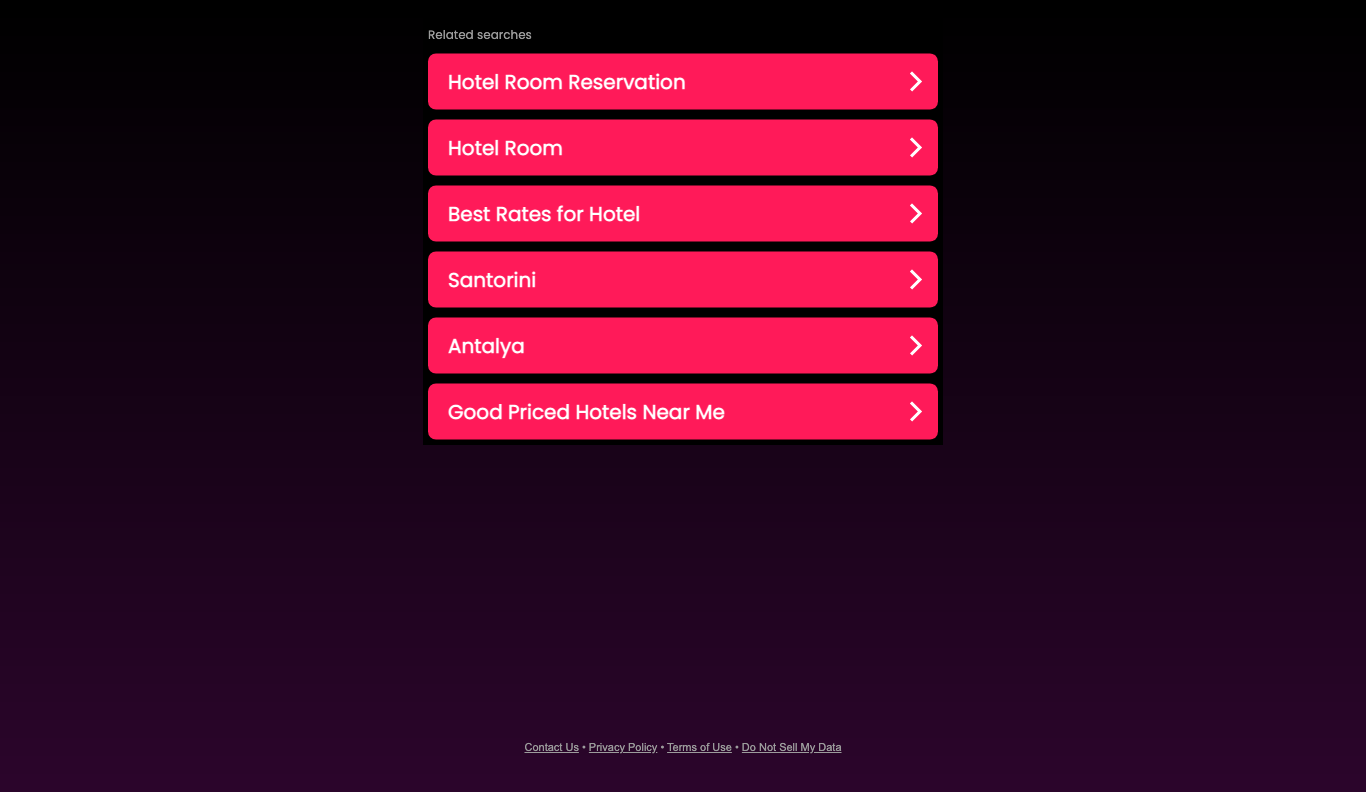 Related searches
Hotel Room Reservation
Hotel Room
Best Rates for Hotel
Santorini
Antalya
Good Priced Hotels Near Me
Contact Us • Privacy Policy • Terms of Use • Do Not Sell My Data